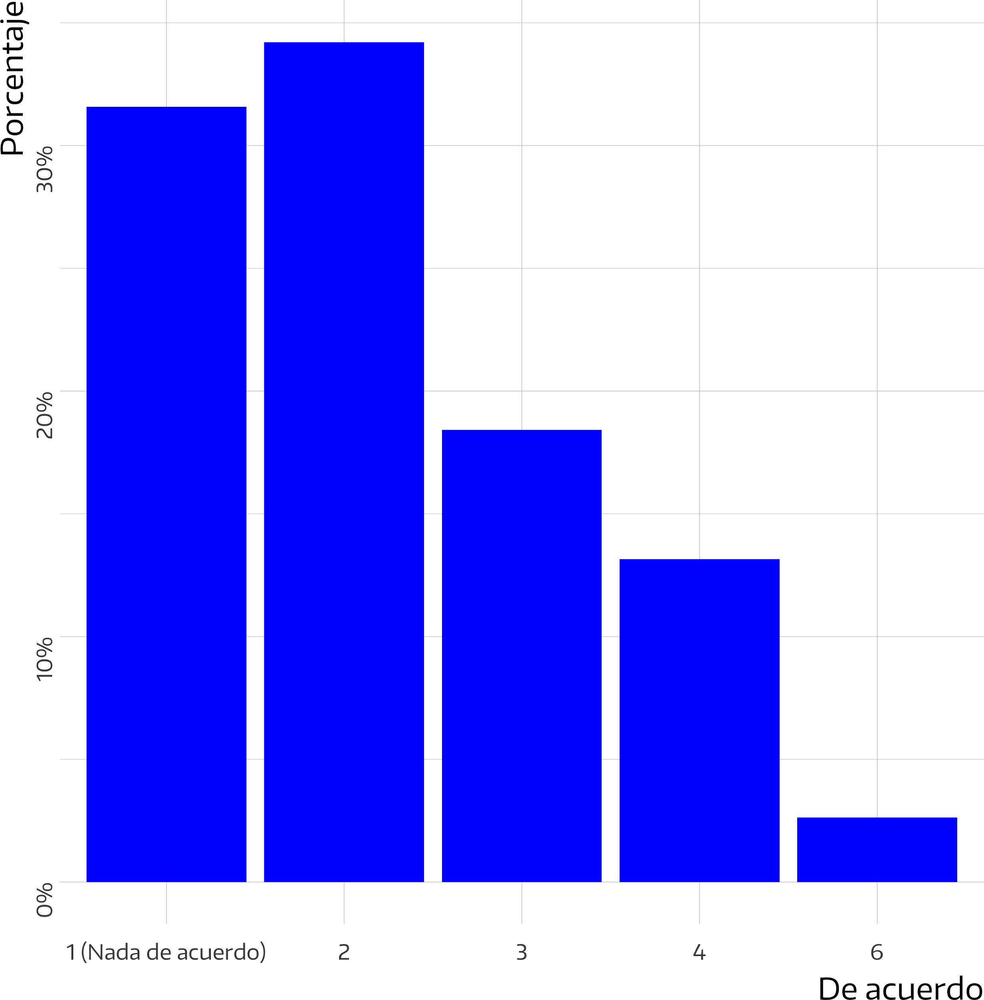 Porcentaje
30%
20%
10%
0%
1 (Nada de acuerdo) 2 3 4 6
De acuerdo